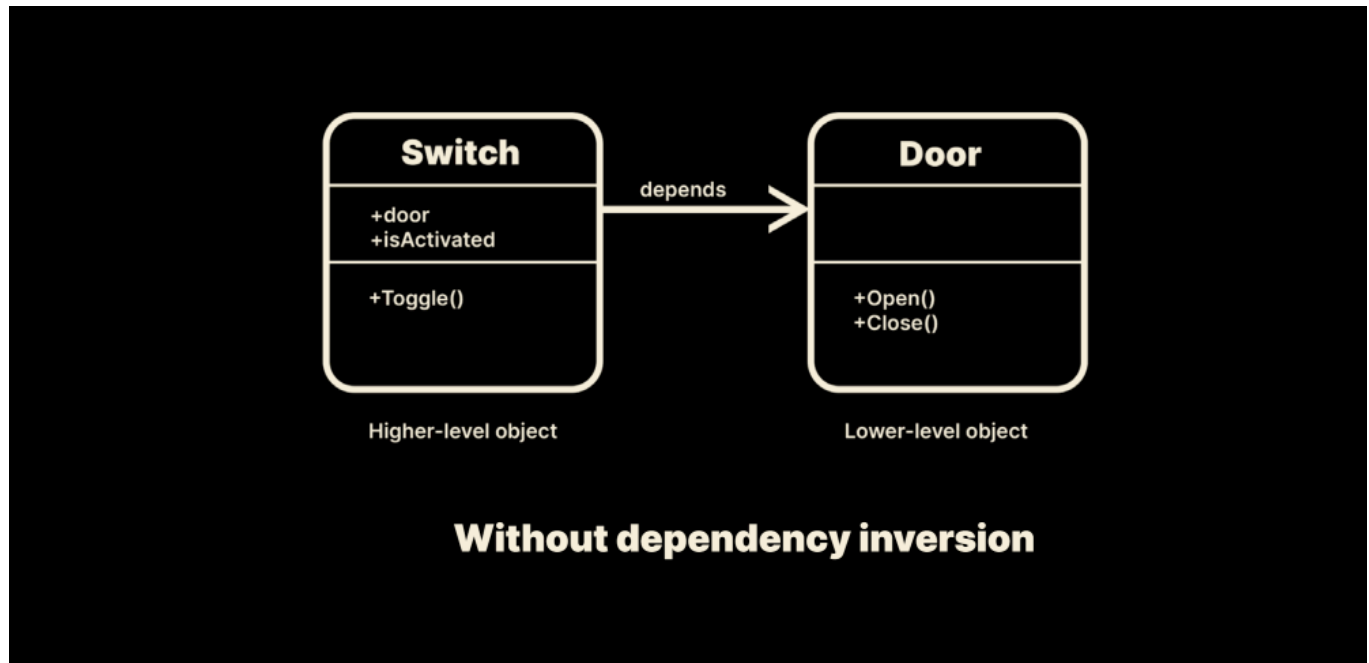 Switch
+door
+isActivated
+Toggle()
depends
Door
+Open()
+Close()
Higher-level object
Lower-level object
Without dependency inversion